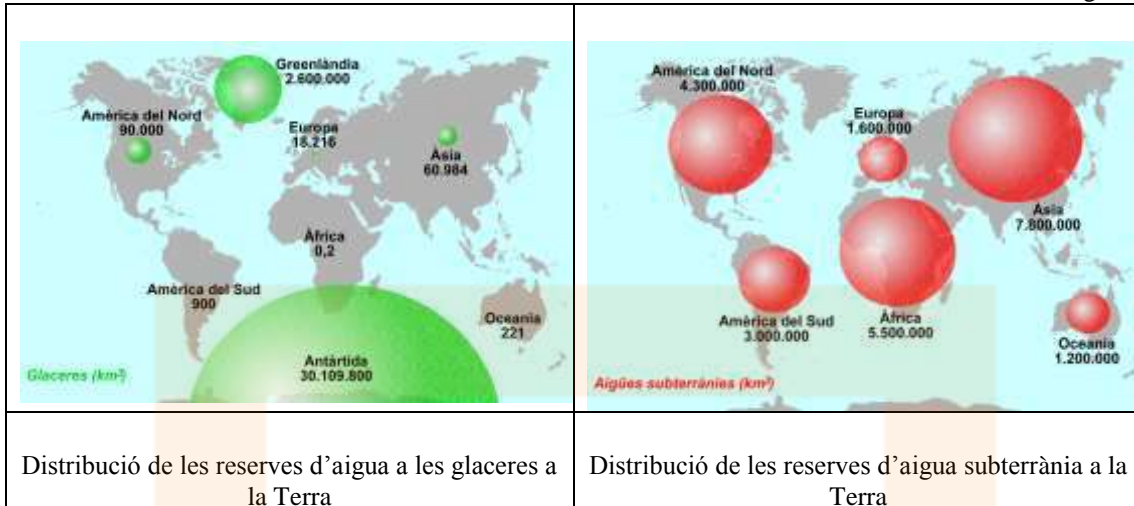 Greenlàndia
2.600.000
Amèrica del Nord
90.000
Europa
18.216
Àsia
60.984
Àfrica
0,2
Amèrica del Sud
900
Oceania
221
Antàrtida
30.109.800
Glaceres (km³)
Amèrica del Nord
4.300.000
Europa
1.600.000
Àsia
7.800.000
Amèrica del Sud
3.000.000
Àfrica
5.500.000
Oceania
1.200.000
Aigües subterrànies (km³)
Distribució de les reserves d’aigua a les glaceres a
la Terra
Distribució de les reserves d’aigua subterrània a la
Terra